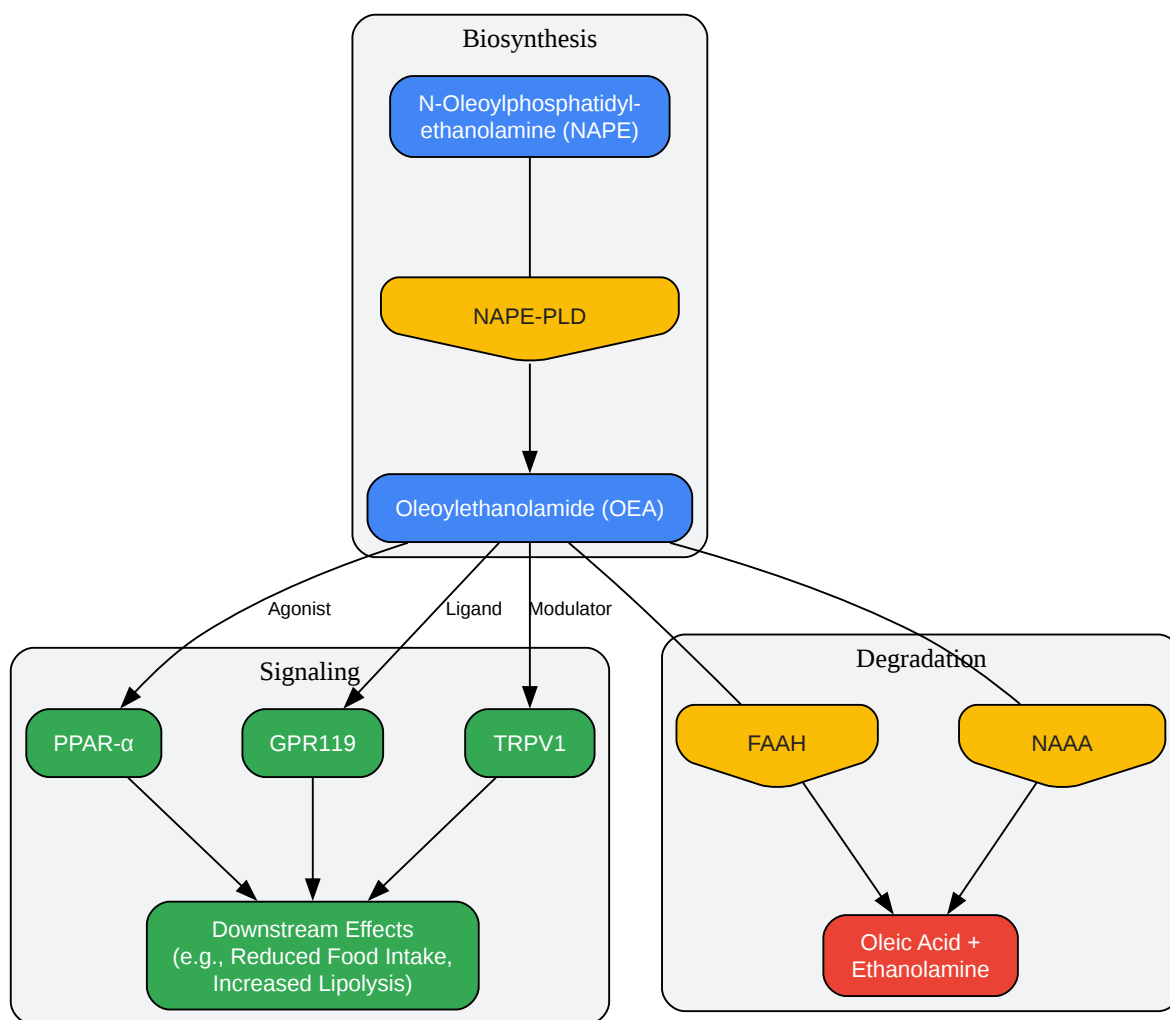 Biosynthesis
N-Oleoylphosphatidyl-
ethanolamine (NAPE)
NAPE-PLD
Oleoylethanolamide (OEA)
Agonist
Ligand
Modulator
Signaling
PPAR-α
GPR119
TRPV1
Downstream Effects
(e.g., Reduced Food Intake,
Increased Lipolysis)
Degradation
FAAH
NAAA
Oleic Acid +
Ethanolamine